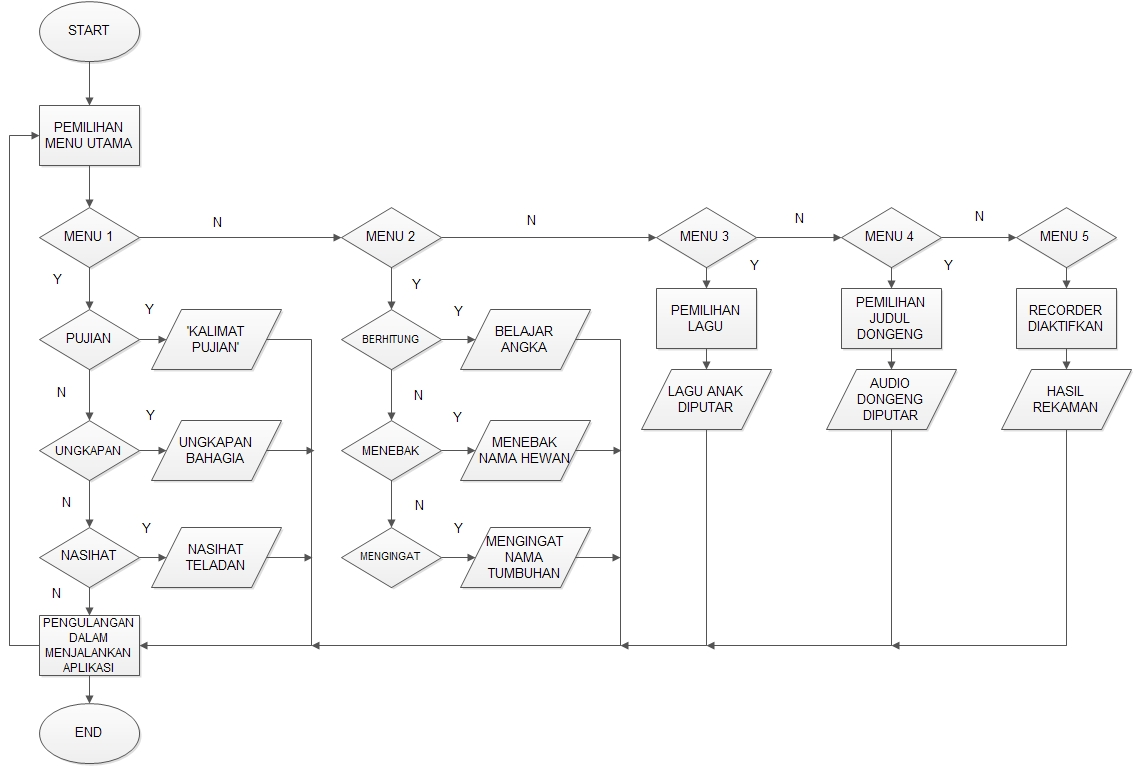 START
PEMILIHAN
MENU UTAMA
N
N
N
N
MENU 1
MENU 2
MENU 3
MENU 4
MENU 5
Y
Y
Y
Y
PUJIAN
Y
'KALIMAT
PUJIAN'
BERHITUNG
Y
BELAJAR
ANGKA
PEMILIHAN
LAGU
PEMILIHAN
JUDUL
DONGENG
RECORDER
DIAKTIFKAN
N
N
LAGU ANAK
DIPUTAR
AUDIO
DONGENG
DIPUTAR
HASIL
REKAMAN
UNGKAPAN
Y
UNGKAPAN
BAHAGIA
MENEBAK
Y
MENEBAK
NAMA HEWAN
N
N
NASIHAT
Y
NASIHAT
TELADAN
MENGINGAT
Y
MENGINGAT
NAMA
TUMBUHAN
N
PENGULANGAN
DALAM
MENJALANKAN
APLIKASI
END